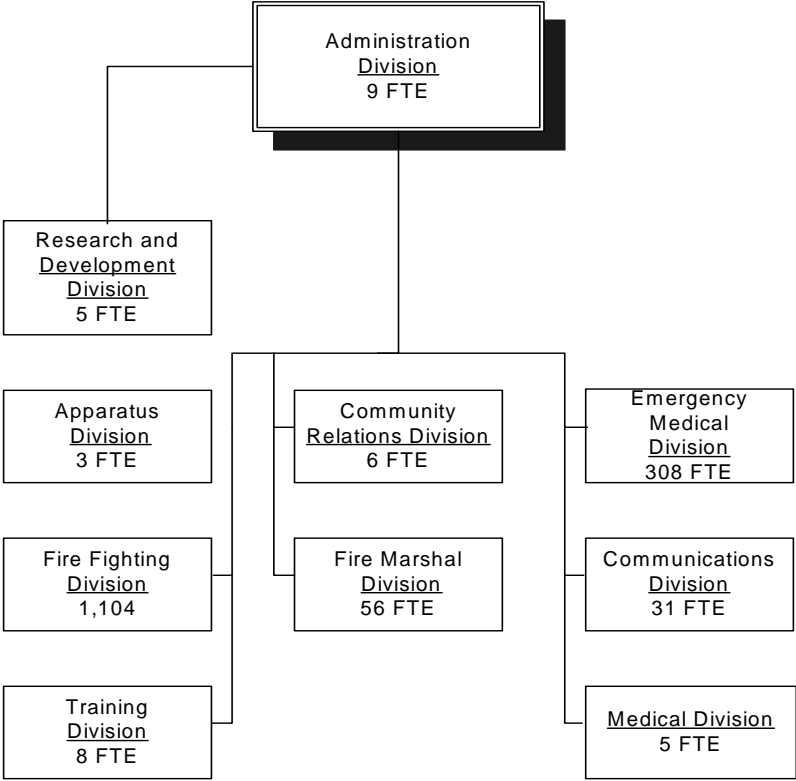 Administration
Division
9 FTE
Research and
Development
Division
5 FTE
Apparatus
Division
3 FTE
Community
Relations Division
6 FTE
Emergency
Medical
Division
308 FTE
Fire Fighting
Division
1,104
Fire Marshal
Division
56 FTE
Communications
Division
31 FTE
Training
Division
8 FTE
Medical Division
5 FTE